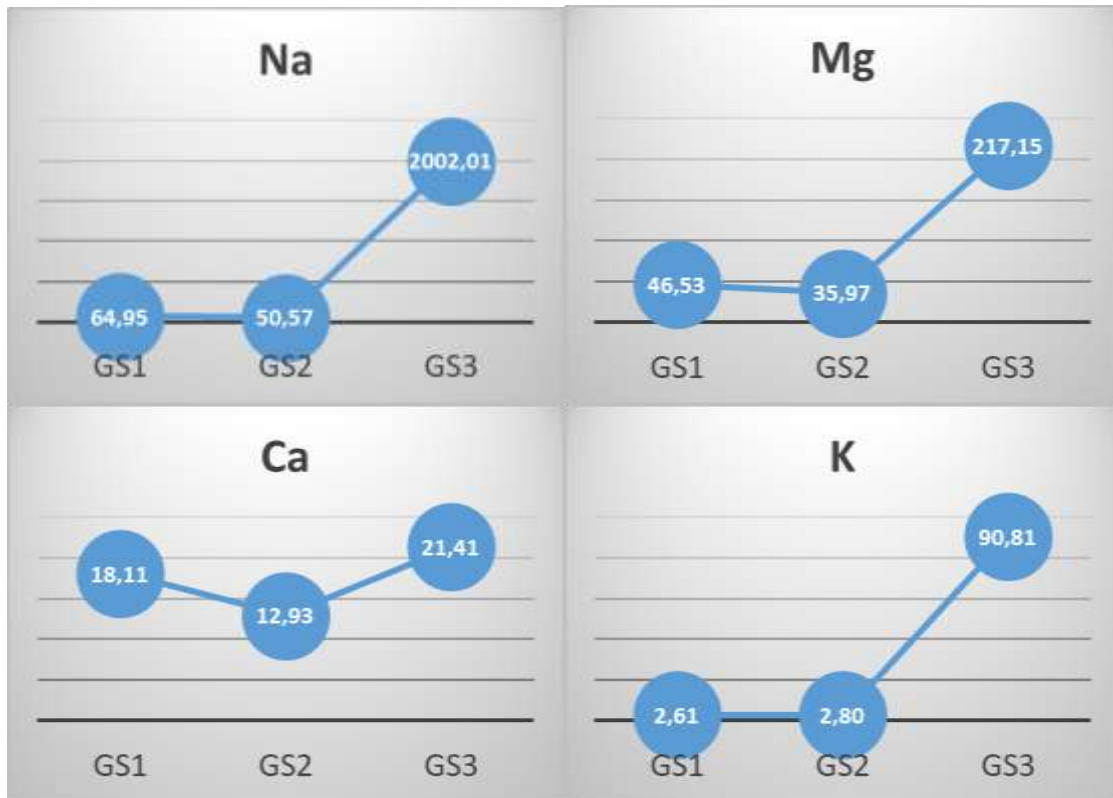 Na
2002,01
64,95
50,57
GS1 GS2 GS3
Mg
217,15
46,53
35,97
GS1 GS2 GS3
Ca
18,11
21,41
12,93
GS1 GS2 GS3
K
90,81
2,61
2,80
GS1 GS2 GS3